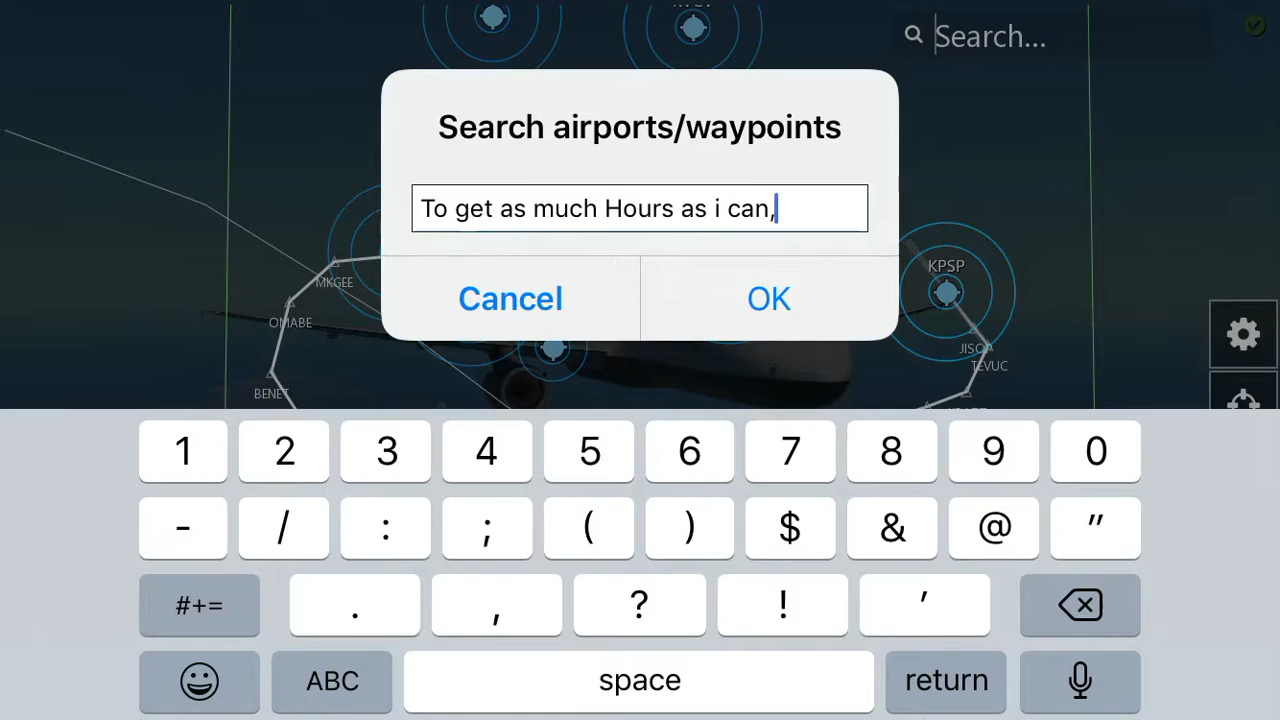 Search...
Search airports/waypoints
To get as much Hours as i can,
Cancel
OK
MKGEE
OMABE
BENET
KPSP
TEVUC
1 2 3 4 5 6 7 8 9 0
- / : ; ( ) $ & @ "
#+= . , ? ! '
ABC space return